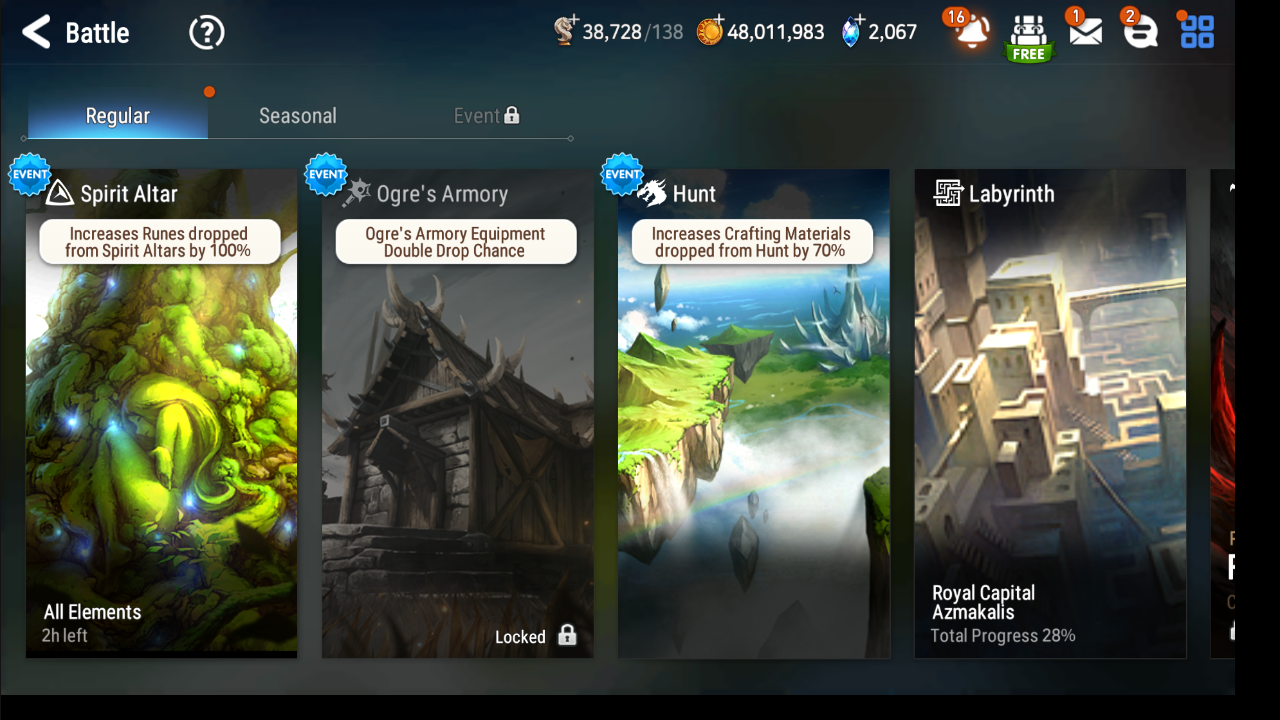 Battle
?
38,728/138
48,011,983
2,067
16
FREE
1
2
Regular
Seasonal
Event
EVENT
Spirit Altar
Increases Runes dropped
from Spirit Altars by 100%
All Elements
2h left
EVENT
Ogre's Armory
Ogre's Armory Equipment
Double Drop Chance
Locked
EVENT
Hunt
Increases Crafting Materials
dropped from Hunt by 70%
Labyrinth
Royal Capital
Azmakalis
Total Progress 28%